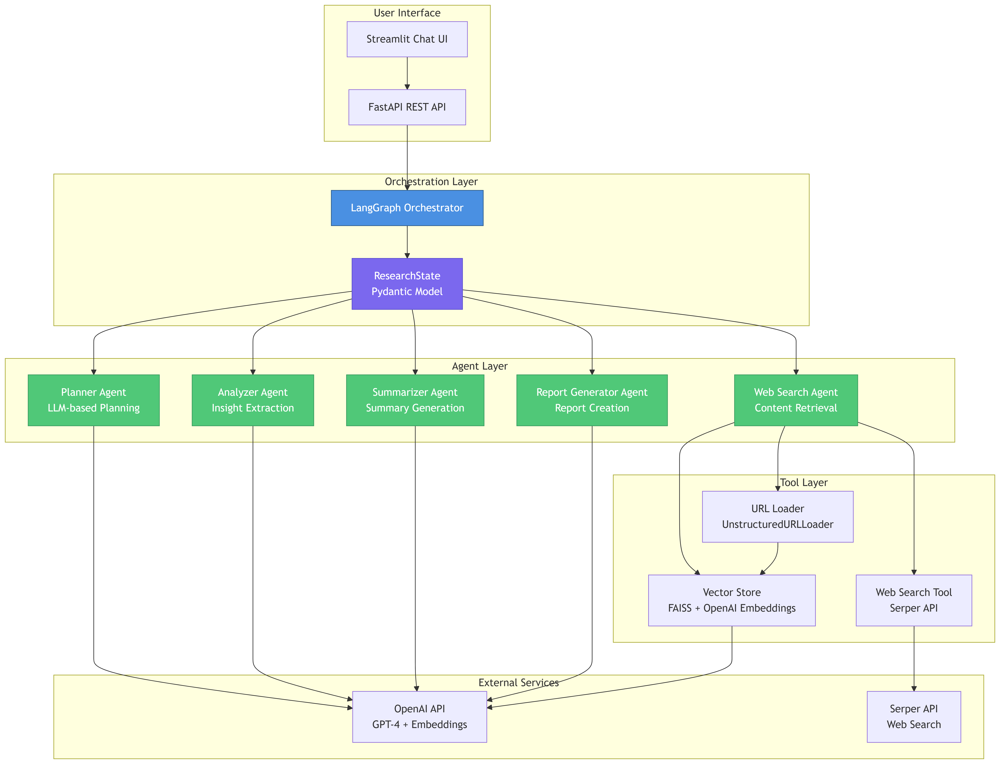 User Interface
Streamlit Chat UI
FastAPI REST API
Orchestration Layer
LangGraph Orchestrator
ResearchState
Pydantic Model
Agent Layer
Planner Agent
LLM-based Planning
Analyzer Agent
Insight Extraction
Summarizer Agent
Summary Generation
Report Generator Agent
Report Creation
Web Search Agent
Content Retrieval
Tool Layer
URL Loader
UnstructuredURLLoader
Vector Store
FAISS + OpenAI Embeddings
Web Search Tool
Serper API
External Services
OpenAI API
GPT-4 + Embeddings
Serper API
Web Search